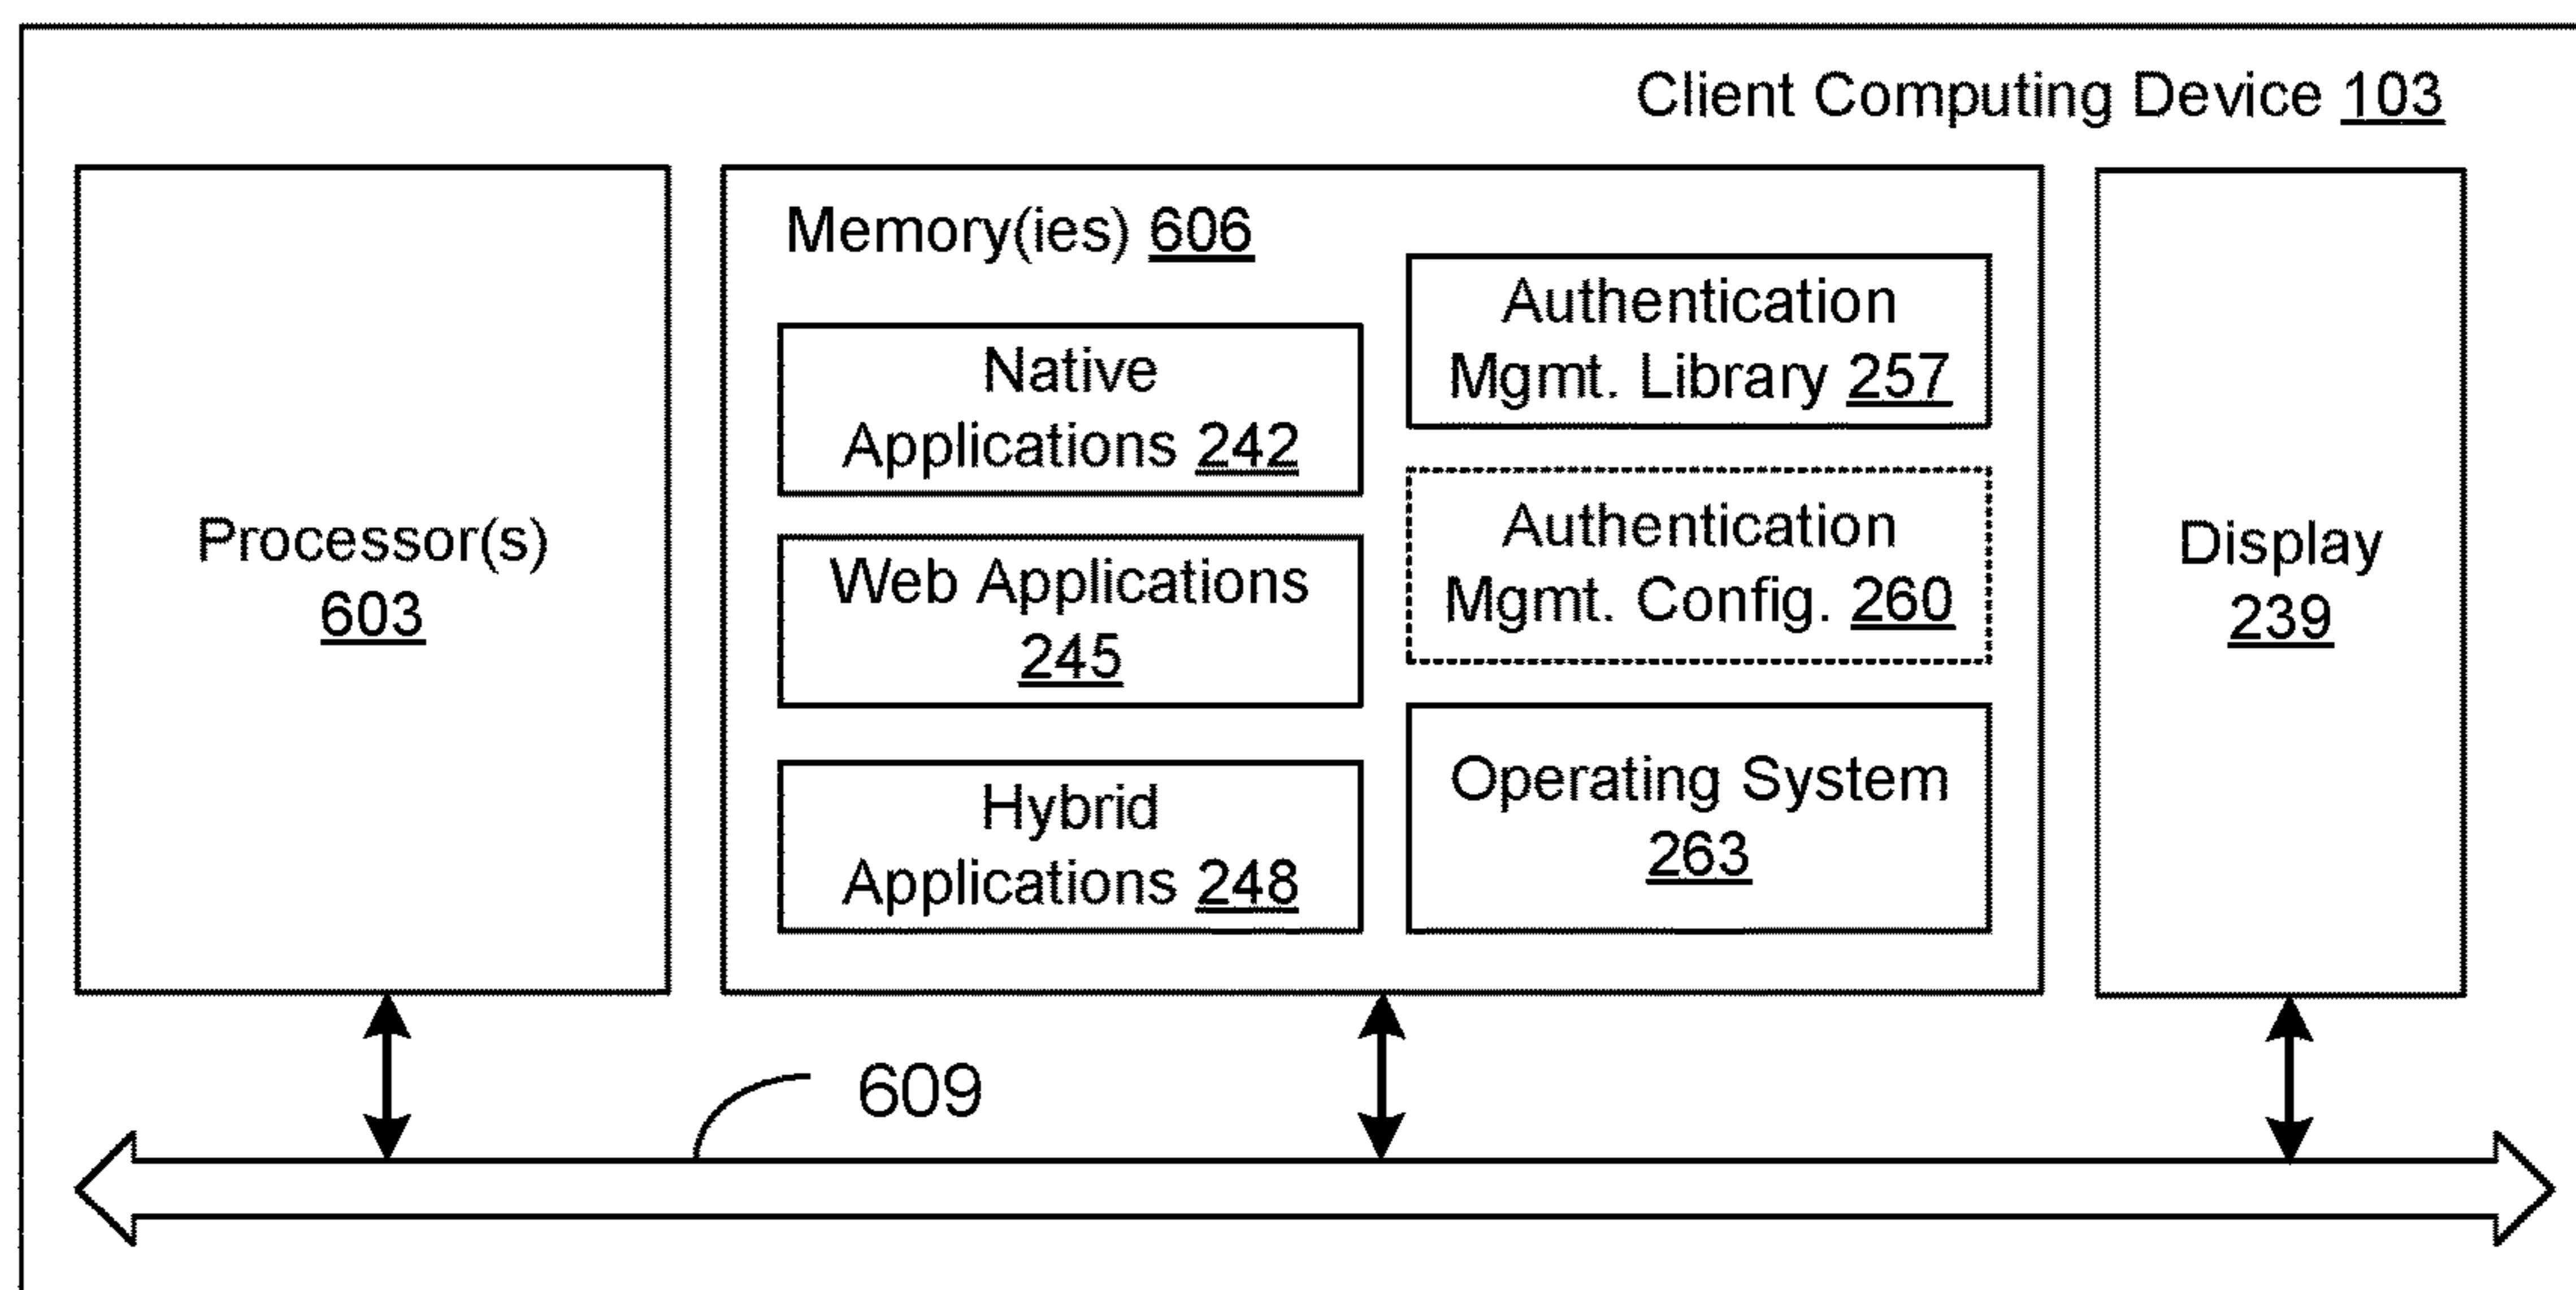 Client Computing Device 103
Processor(s)
603
Memory(ies) 606
Native
Applications 242
Web Applications
245
Hybrid
Applications 248
Authentication
Mgmt. Library 257
Authentication
Mgmt. Config. 260
Operating System
263
Display
239
609